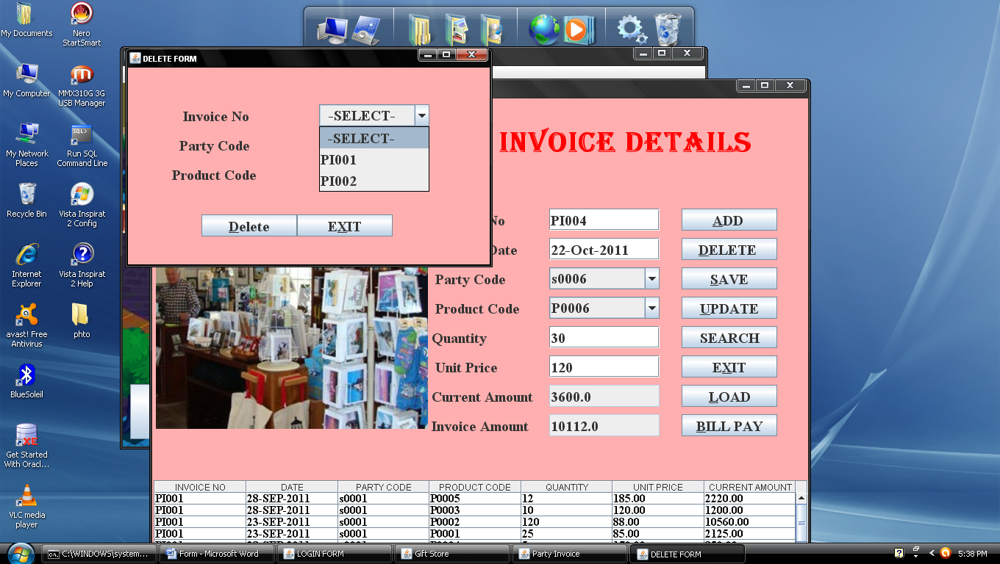 My Documents
Nero
StartSmart
My Computer
MMX310G 3G
USB Manager
My Network
Places
SQL>
Run SQL
Command Line
Recycle Bin
Vista Inspirat
2 Config
Internet
Explorer
Vista Inspirat
2 Help
avast! Free
Antivirus
phto
BlueSoleil
XE
Get Started
With Oracl...
VLC media
player
DELETE FORM
Invoice No
-SELECT-
-SELECT-
PI001
PI002
Party Code
Product Code
Delete
EXIT
INVOICE DETAILS
No
PI004
ADD
Date
22-Oct-2011
DELETE
Party Code
s0006
SAVE
Product Code
P0006
UPDATE
Quantity
30
SEARCH
Unit Price
120
EXIT
Current Amount
3600.0
LOAD
Invoice Amount
10112.0
BILL PAY
INVOICE NO DATE PARTY CODE PRODUCT CODE QUANTITY UNIT PRICE CURRENT AMOUNT
PI001 28-SEP-2011 s0001 P0005 12 185.00 2220.00
PI001 28-SEP-2011 s0001 P0003 10 120.00 1200.00
PI001 23-SEP-2011 s0001 P0002 120 88.00 10560.00
PI001 23-SEP-2011 s0001 P0001 25 85.00 2125.00
C:\WINDOWS\system...
Form - Microsoft Word
LOGIN FORM
Gift Store
Party Invoice
DELETE FORM
5:38 PM